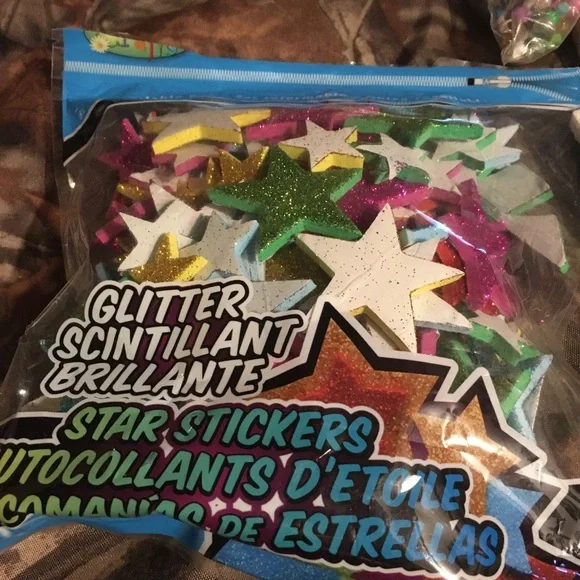 GLITTER
SCINTILLANT
BRILLANTE
STAR STICKERS
UTOCOLLANTS D'ETOILE
COMANÍAS DE ESTRELLAS